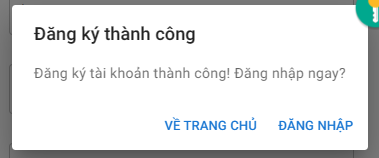 Đăng ký thành công
Đăng ký tài khoản thành công! Đăng nhập ngay?
VỀ TRANG CHỦ ĐĂNG NHẬP